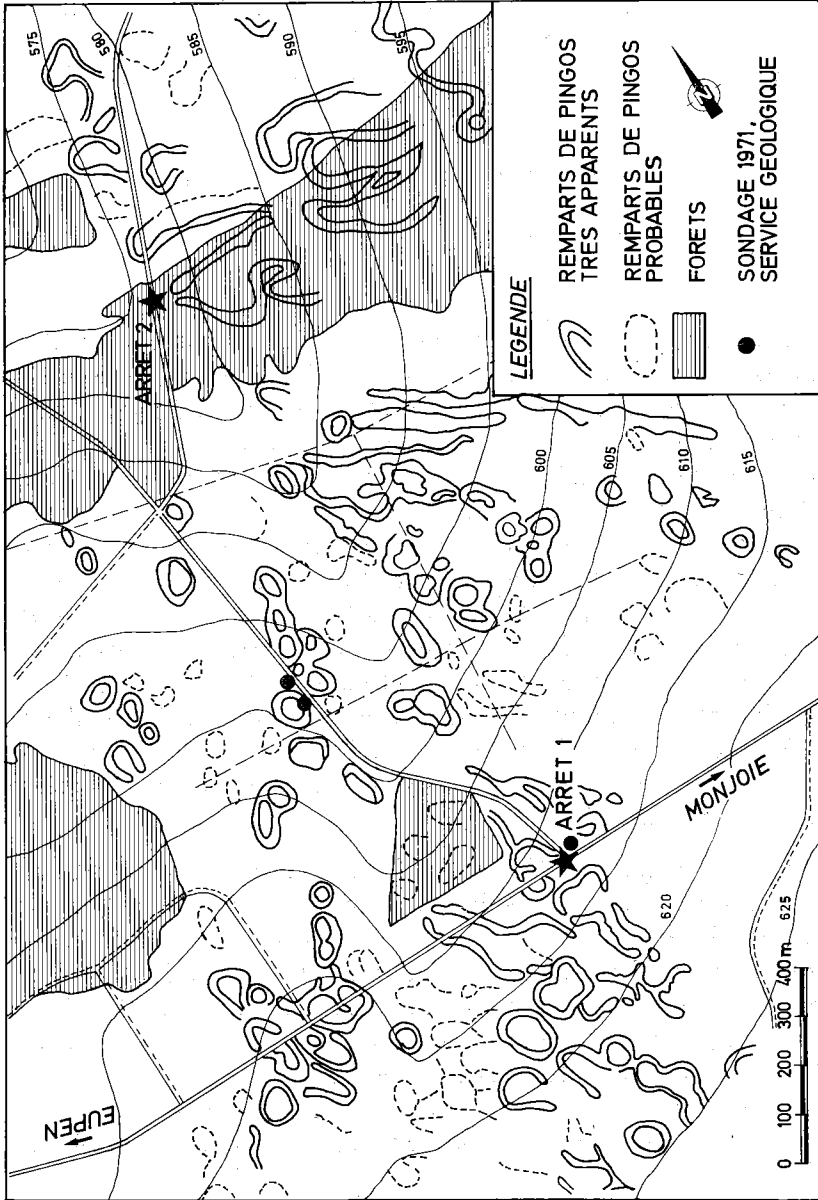 575
580
585
590
595
ARRET 2
600
605
610
615
ARRET 1
MONJOIE
EUPEN
620
625
0 100 200 300 400 m
LEGENDE
REMPARTS DE PINGOS
TRES APPARENTS
REMPARTS DE PINGOS
PROBABLES
FORETS
N
SONDAGE 1971,
SERVICE GEOLOGIQUE